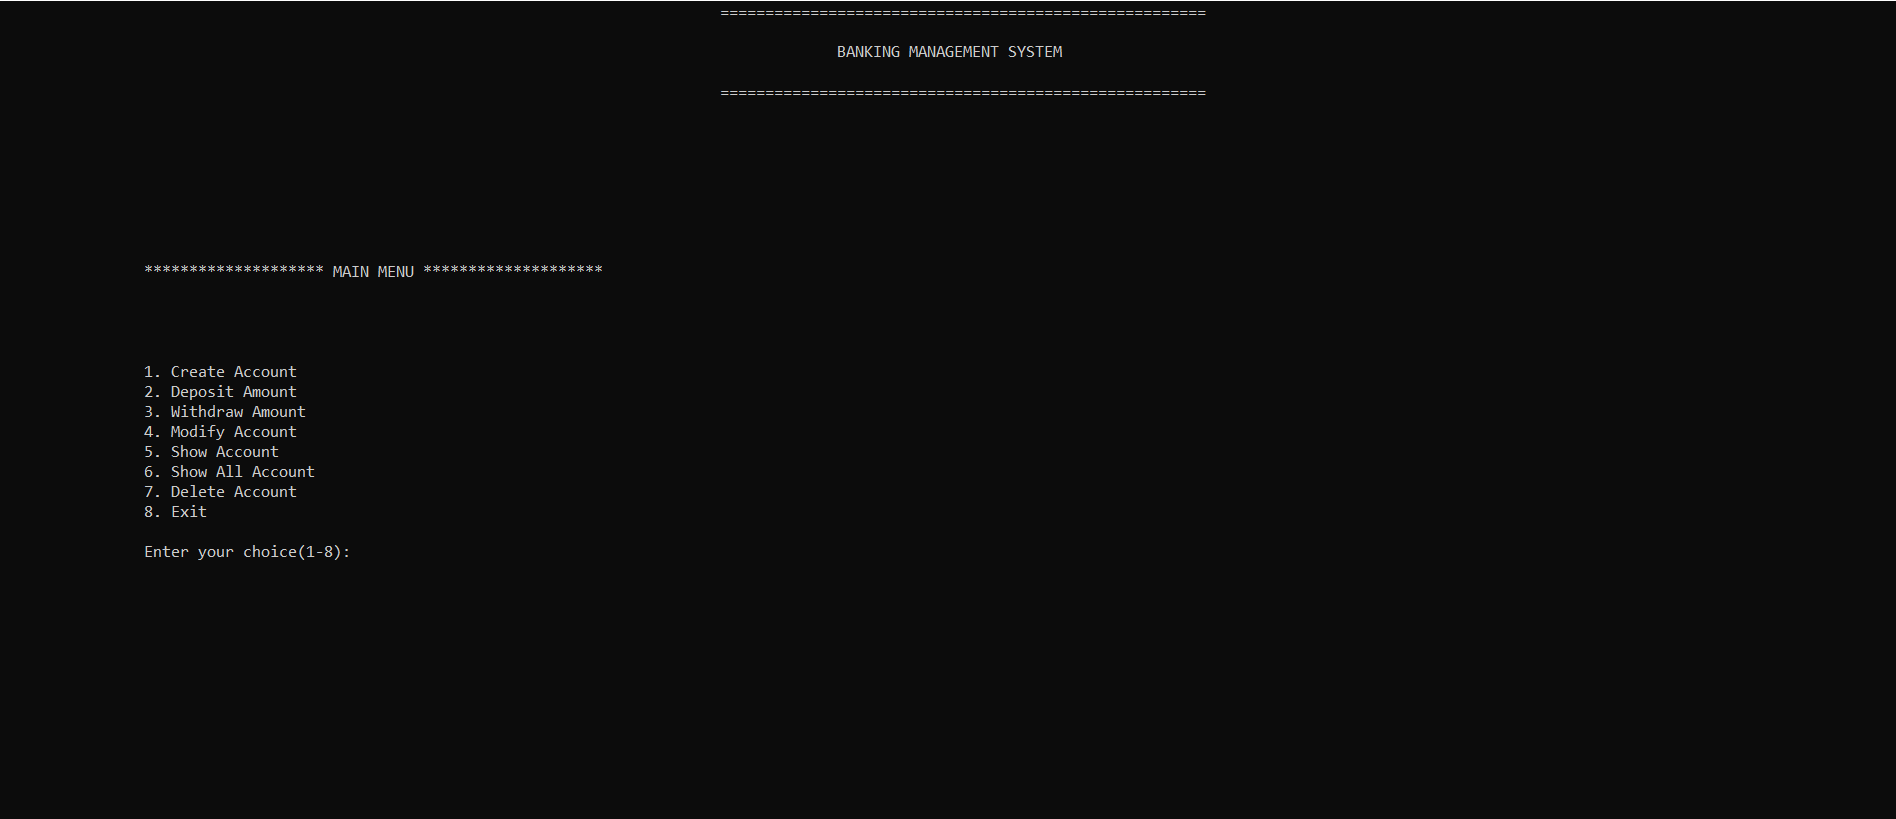 ======================================================
BANKING MANAGEMENT SYSTEM
======================================================
******************** MAIN MENU ********************
1. Create Account
2. Deposit Amount
3. Withdraw Amount
4. Modify Account
5. Show Account
6. Show All Account
7. Delete Account
8. Exit
Enter your choice(1-8):